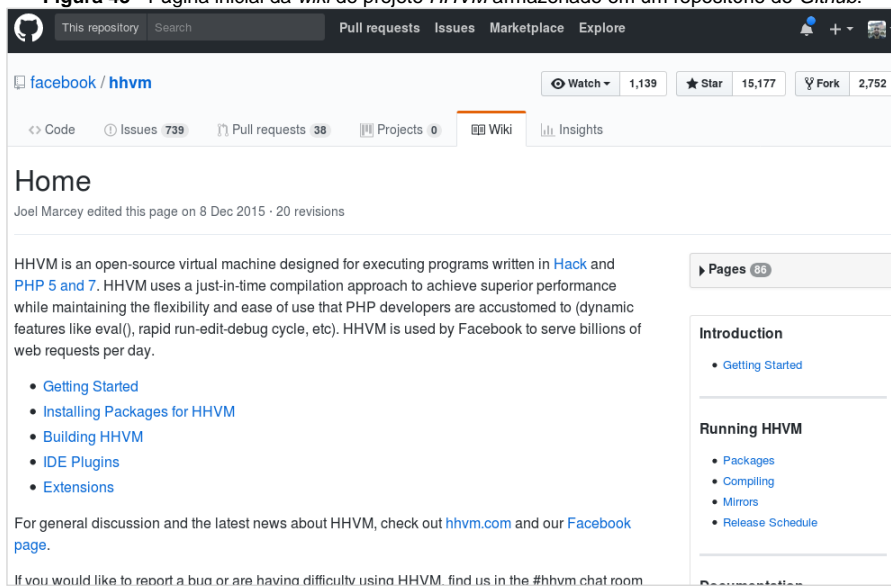 Figura 43 - Página inicial da wiki do projeto HHVM armazenado em um repositório do Github.
This repository Search Pull requests Issues Marketplace Explore
facebook / hhvm Watch 1,139 Star 15,177 Fork 2,752
Code Issues 739 Pull requests 38 Projects 0 Wiki Insights
Home
Joel Marcey edited this page on 8 Dec 2015 · 20 revisions
HHVM is an open-source virtual machine designed for executing programs written in Hack and
PHP 5 and 7. HHVM uses a just-in-time compilation approach to achieve superior performance
while maintaining the flexibility and ease of use that PHP developers are accustomed to (dynamic
features like eval(), rapid run-edit-debug cycle, etc). HHVM is used by Facebook to serve billions of
web requests per day.
• Getting Started
• Installing Packages for HHVM
• Building HHVM
• IDE Plugins
• Extensions
For general discussion and the latest news about HHVM, check out hhvm.com and our Facebook
page.
If you would like to report a bug or are having difficulty using HHVM, find us in the #hhvm chat room
Pages 86
Introduction
• Getting Started
Running HHVM
• Packages
• Compiling
• Mirrors
• Release Schedule
Documentation